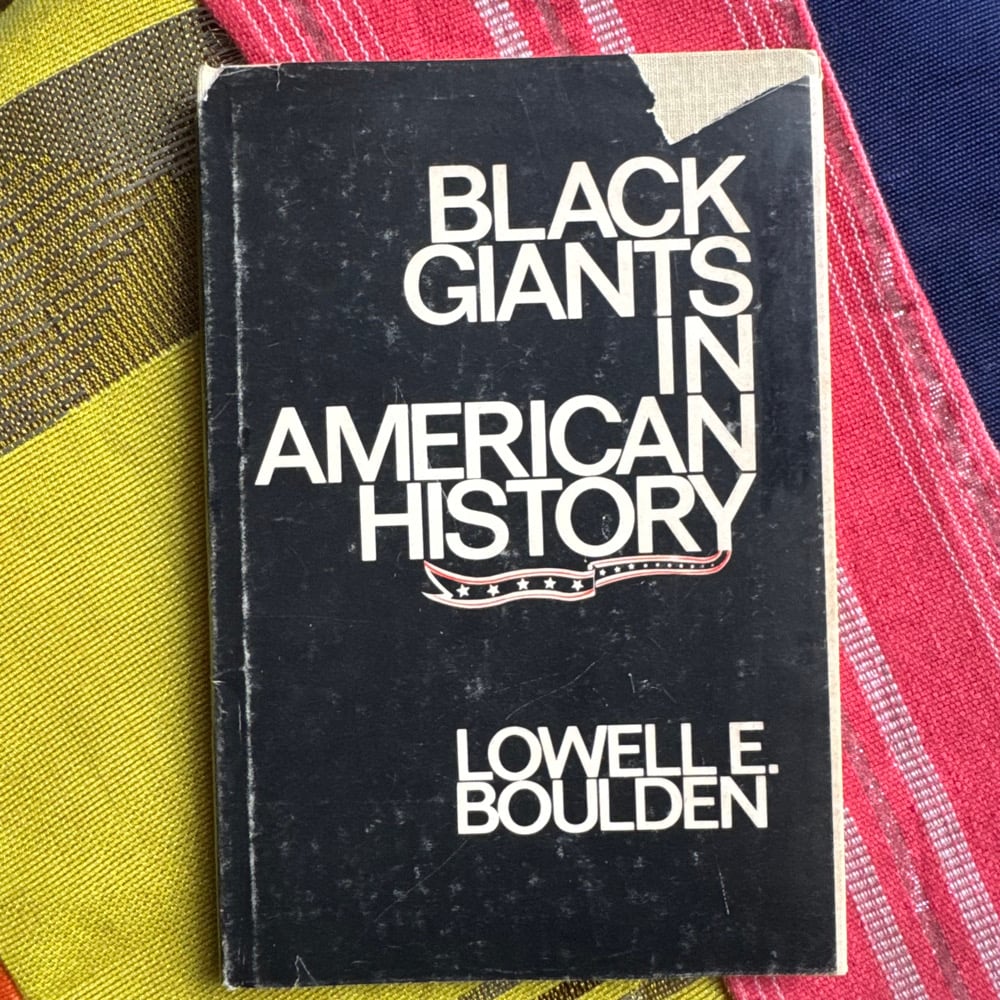 BLACK
GIANTS
IN
AMERICAN
HISTORY
LOWELL E.
BOULDEN